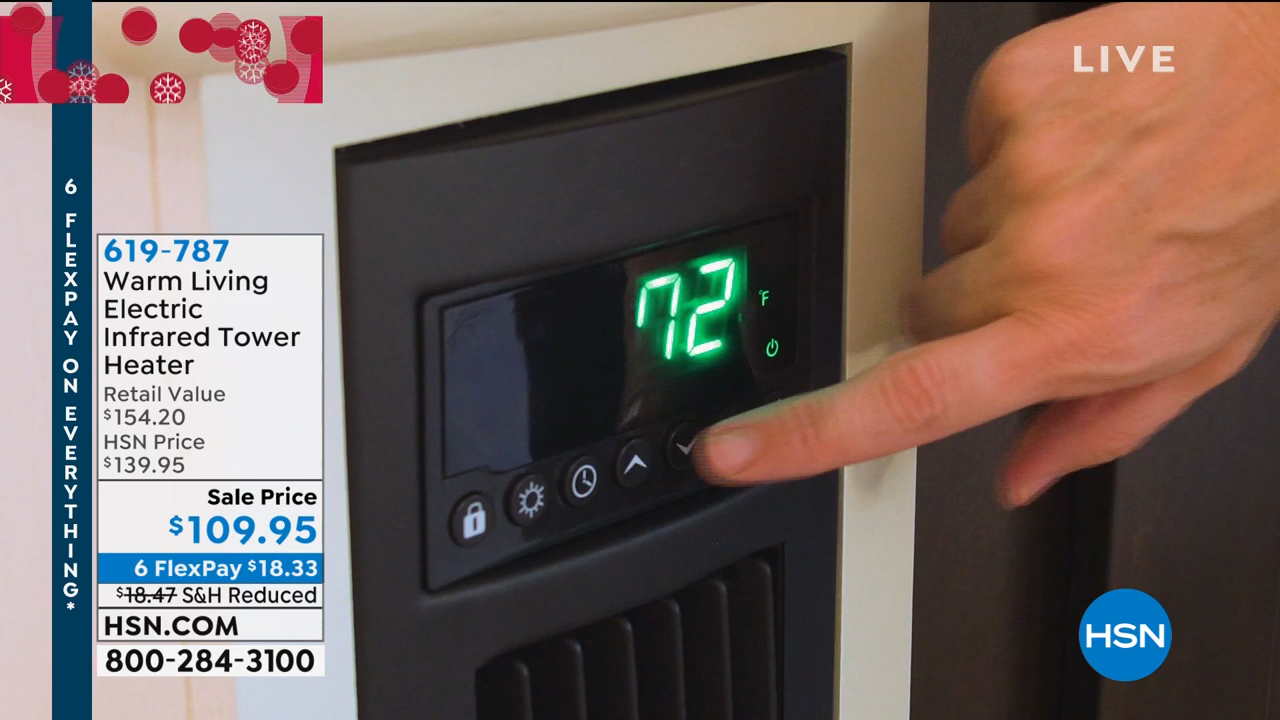 LIVE
6 FLEXPAY ON EVERYTHING*
619-787
Warm Living
Electric
Infrared Tower
Heater
Retail Value
$154.20
HSN Price
$139.95
Sale Price
$109.95
6 FlexPay $18.33
$18.47 S&H Reduced
HSN.COM
800-284-3100
72 °F
HSN